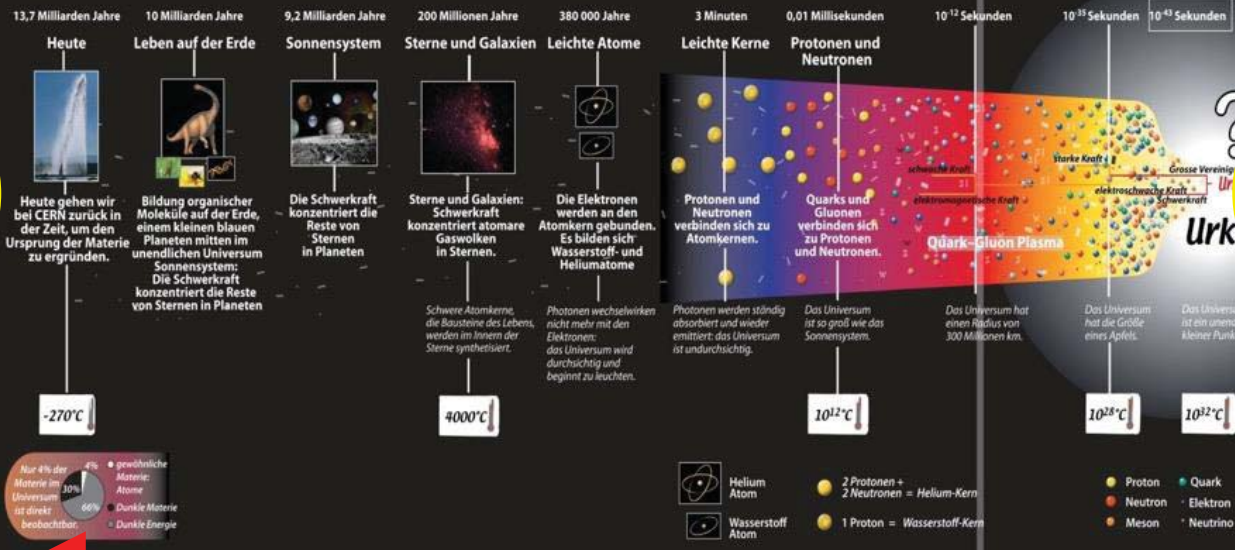 13,7 Milliarden Jahre
10 Milliarden Jahre
9,2 Milliarden Jahre
200 Millionen Jahre
380 000 Jahre
3 Minuten
0,01 Millisekunden
10⁻¹² Sekunden
10⁻³⁵ Sekunden
10⁻⁴³ Sekunden
Heute
Leben auf der Erde
Sonnensystem
Sterne und Galaxien
Leichte Atome
Leichte Kerne
Protonen und
Neutronen
?
Heute gehen wir
bei CERN zurück in
der Zeit, um den
Ursprung der Materie
zu ergründen.
Bildung organischer
Moleküle auf der Erde,
einem kleinen blauen
Planeten mitten im
unendlichen Universum
Sonnensystem:
Die Schwerkraft
konzentriert die Reste
von Sternen in Planeten
Die Schwerkraft
konzentriert die
Reste von
Sternen
in Planeten
Sterne und Galaxien:
Schwerkraft
konzentriert atomare
Gaswolken
in Sternen.
Schwere Atomkerne,
die Bausteine des Lebens,
werden im Innern der
Sterne synthetisiert.
Die Elektronen
werden an den
Atomkern gebunden.
Es bilden sich
Wasserstoff- und
Heliumatome
Photonen wechselwirken
nicht mehr mit den
Elektronen:
das Universum wird
durchsichtig und
beginnt zu leuchten.
Protonen und
Neutronen
verbinden sich zu
Atomkernen.
Photonen werden ständig
absorbiert und wieder
emittiert: das Universum
ist undurchsichtig.
Quarks und
Gluonen
verbinden sich
zu Protonen
und Neutronen.
Das Universum
ist so groß wie das
Sonnensystem.
schwache Kraft
elektromagnetische Kraft
starke Kraft
elektroschwache Kraft
Grosse Vereinig
Schwerkraft
Ur
Urk
Quark–Gluon Plasma
Das Universum hat
einen Radius von
300 Millionen km.
Das Universum
hat die Größe
eines Apfels.
Das Univers
ist ein unend
kleiner Punk
-270°C
4000°C
10¹²°C
10²⁸°C
10³²°C
Nur 4% der
Materie im
Universum
ist direkt
beobachtbar.
4%
30%
66%
gewöhnliche
Materie:
Atome
Dunkle Materie
Dunkle Energie
Helium
Atom
Wasserstoff
Atom
2 Protonen +
2 Neutronen = Helium-Kern
1 Proton = Wasserstoff-Kern
Proton
Neutron
Meson
Quark
Elektron
Neutrino